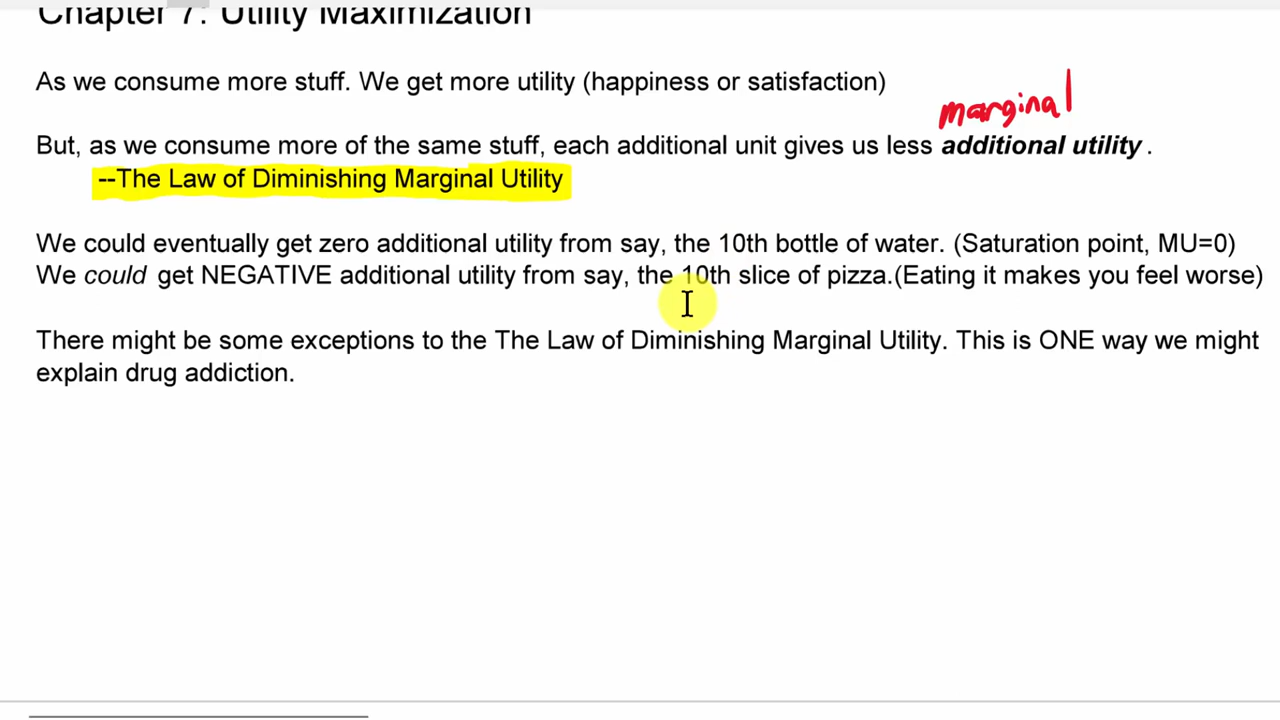 Chapter 7: Utility Maximization
As we consume more stuff. We get more utility (happiness or satisfaction)
marginal
But, as we consume more of the same stuff, each additional unit gives us less additional utility .
--The Law of Diminishing Marginal Utility
We could eventually get zero additional utility from say, the 10th bottle of water. (Saturation point, MU=0)
We could get NEGATIVE additional utility from say, the 10th slice of pizza.(Eating it makes you feel worse)
There might be some exceptions to the The Law of Diminishing Marginal Utility. This is ONE way we might
explain drug addiction.